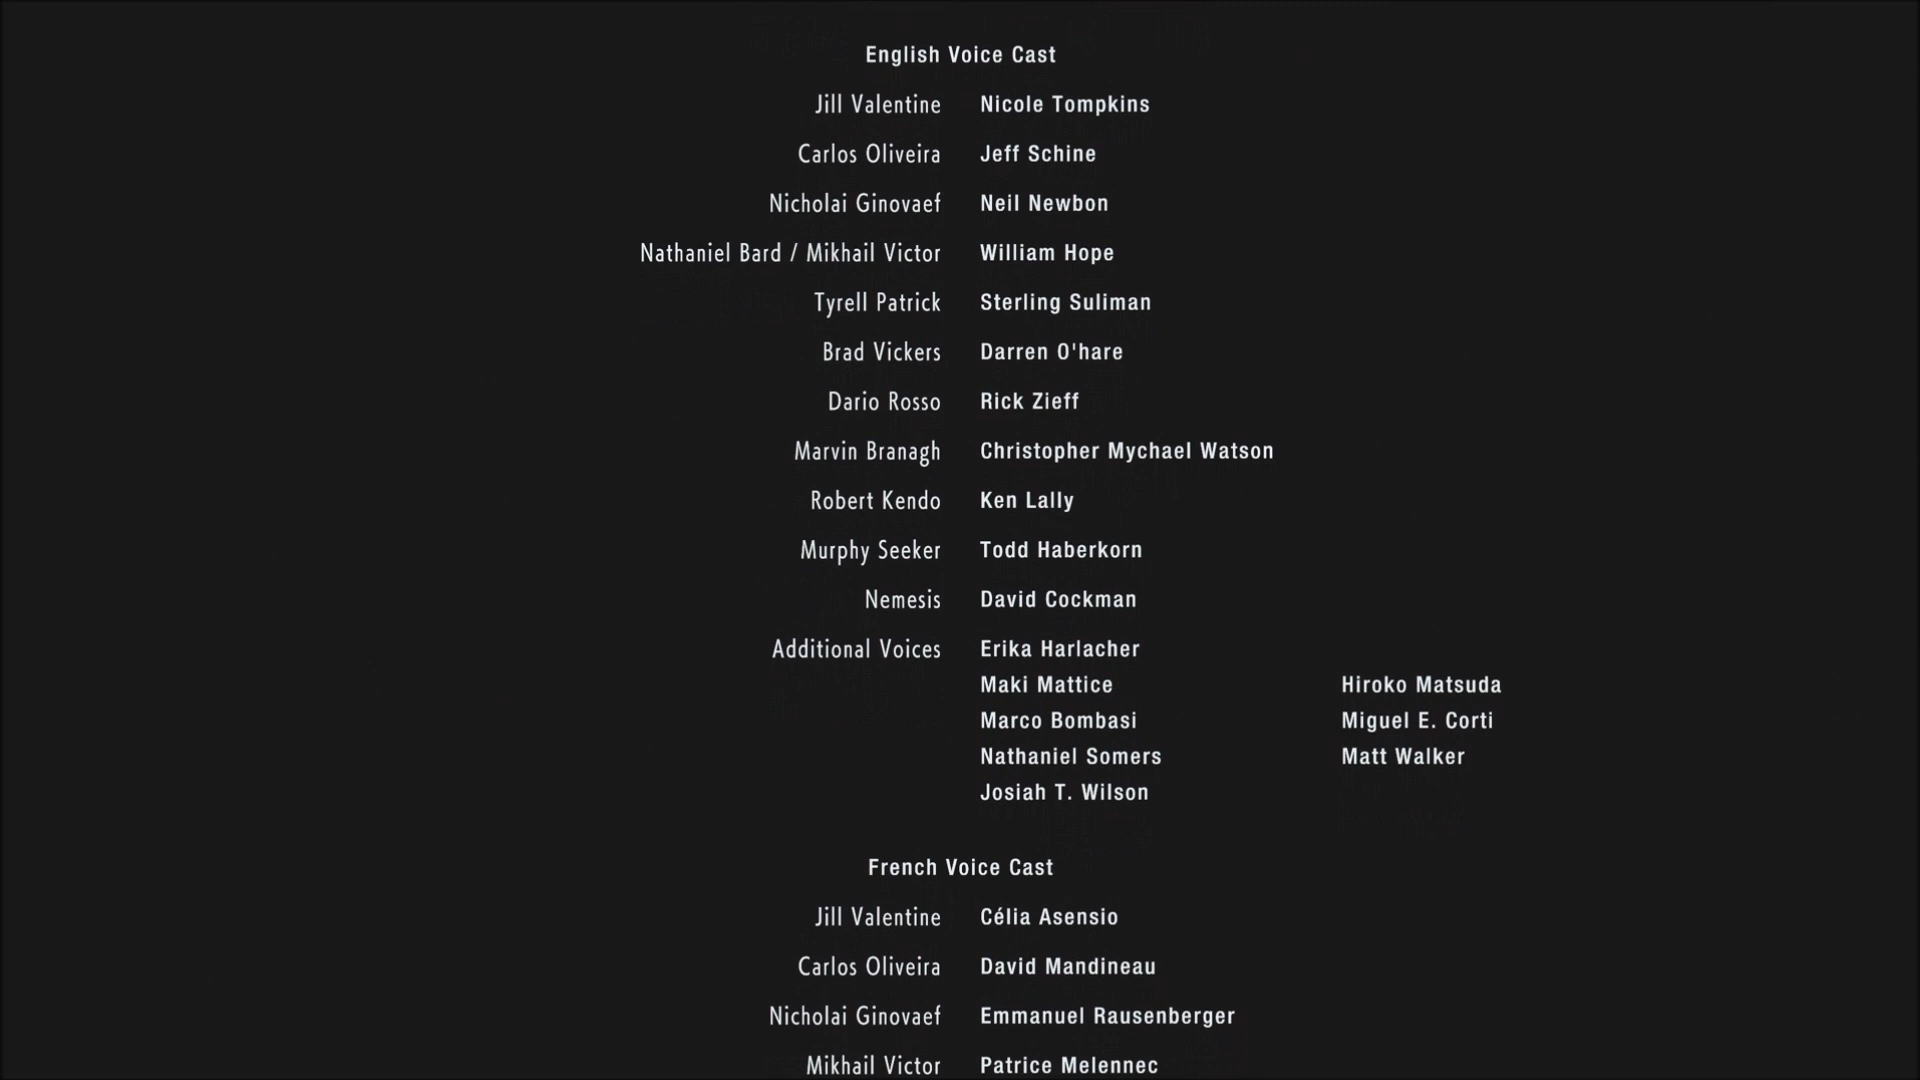 English Voice Cast
Jill Valentine Nicole Tompkins
Carlos Oliveira Jeff Schine
Nicholai Ginovaef Neil Newbon
Nathaniel Bard / Mikhail Victor William Hope
Tyrell Patrick Sterling Suliman
Brad Vickers Darren O'hare
Dario Rosso Rick Zieff
Marvin Branagh Christopher Mychael Watson
Robert Kendo Ken Lally
Murphy Seeker Todd Haberkorn
Nemesis David Cockman
Additional Voices Erika Harlacher
Maki Mattice Hiroko Matsuda
Marco Bombasi Miguel E. Corti
Nathaniel Somers Matt Walker
Josiah T. Wilson
French Voice Cast
Jill Valentine Célia Asensio
Carlos Oliveira David Mandineau
Nicholai Ginovaef Emmanuel Rausenberger
Mikhail Victor Patrice Melennec